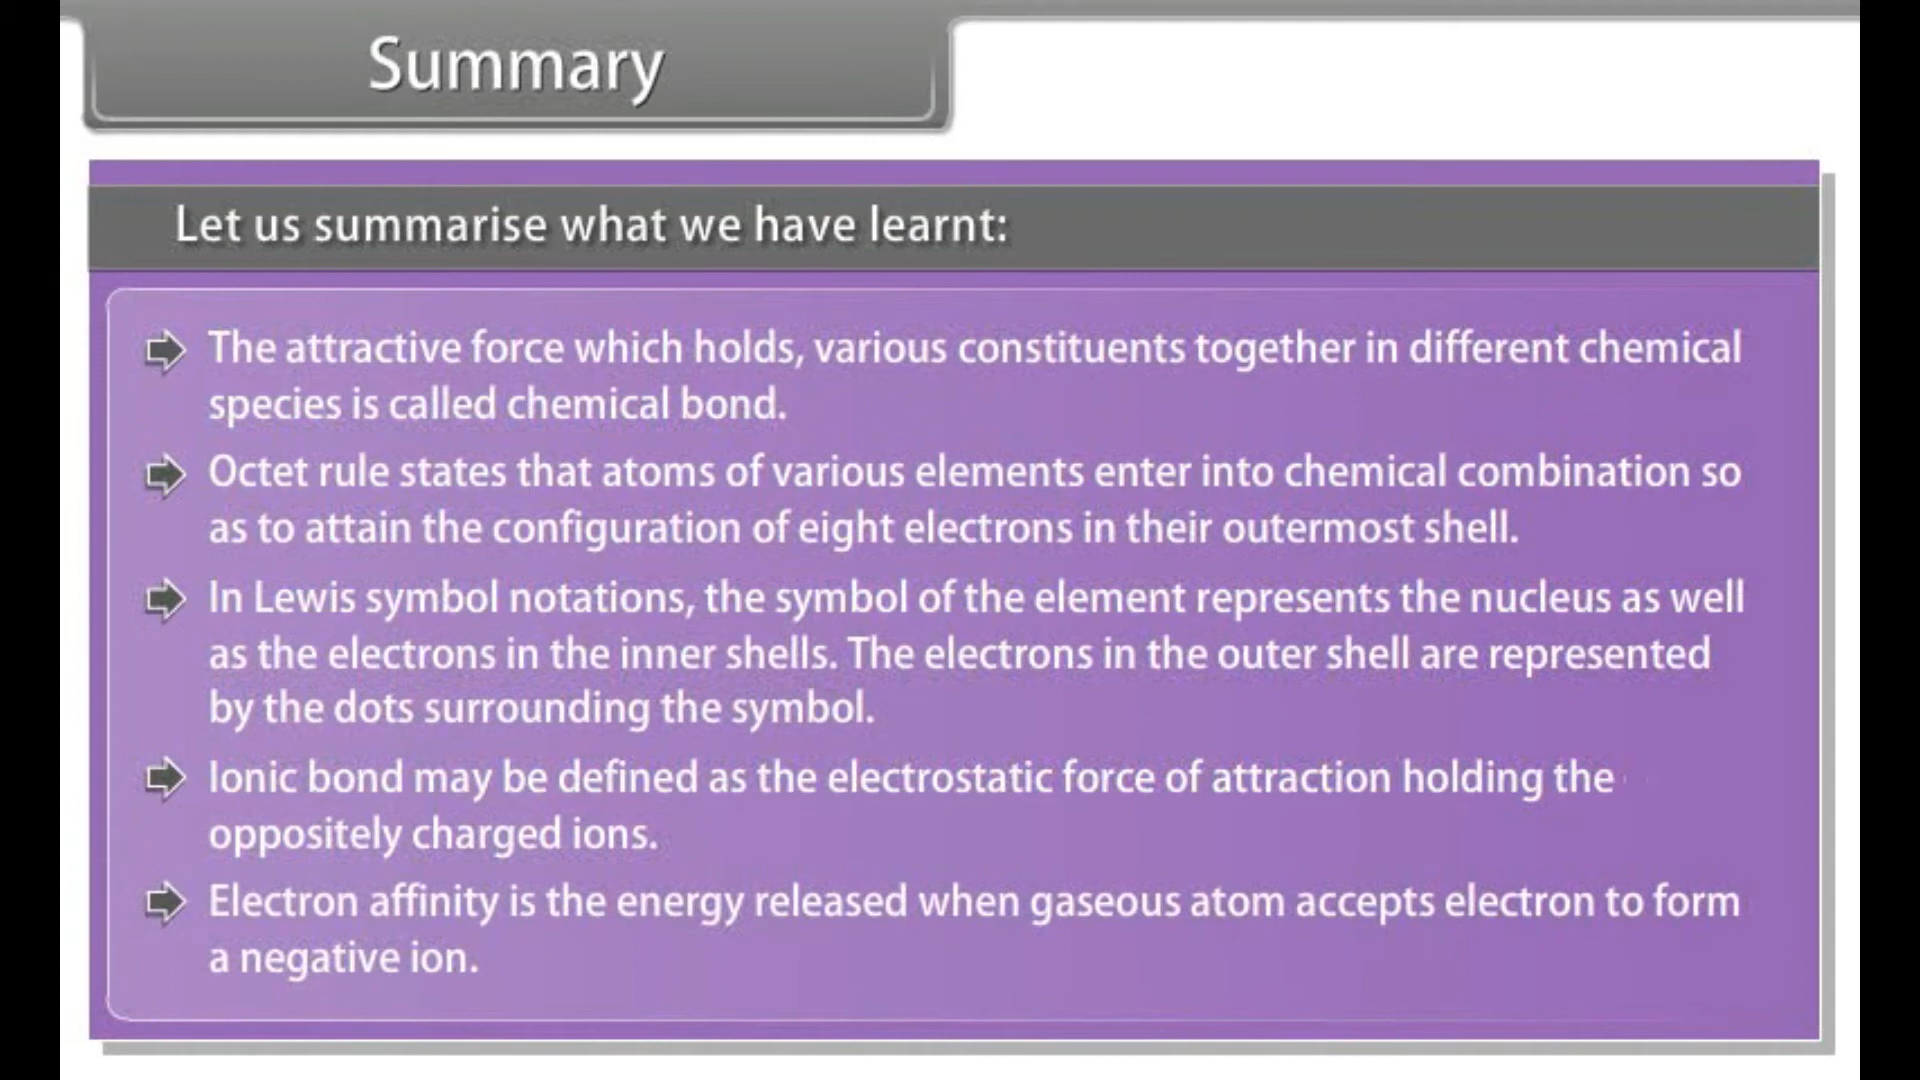 Summary
Let us summarise what we have learnt:
The attractive force which holds, various constituents together in different chemical
species is called chemical bond.
Octet rule states that atoms of various elements enter into chemical combination so
as to attain the configuration of eight electrons in their outermost shell.
In Lewis symbol notations, the symbol of the element represents the nucleus as well
as the electrons in the inner shells. The electrons in the outer shell are represented
by the dots surrounding the symbol.
Ionic bond may be defined as the electrostatic force of attraction holding the
oppositely charged ions.
Electron affinity is the energy released when gaseous atom accepts electron to form
a negative ion.